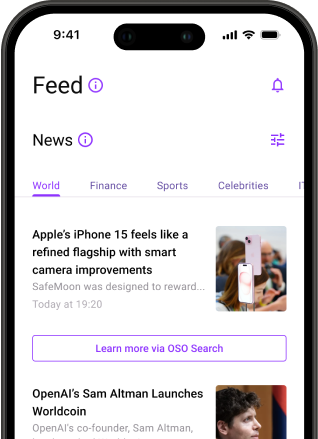 9:41
Feed
News
World Finance Sports Celebrities IT
Apple's iPhone 15 feels like a
refined flagship with smart
camera improvements
SafeMoon was designed to reward...
Today at 19:20
Learn more via OSO Search
OpenAI's Sam Altman Launches
Worldcoin
OpenAI's co-founder, Sam Altman,